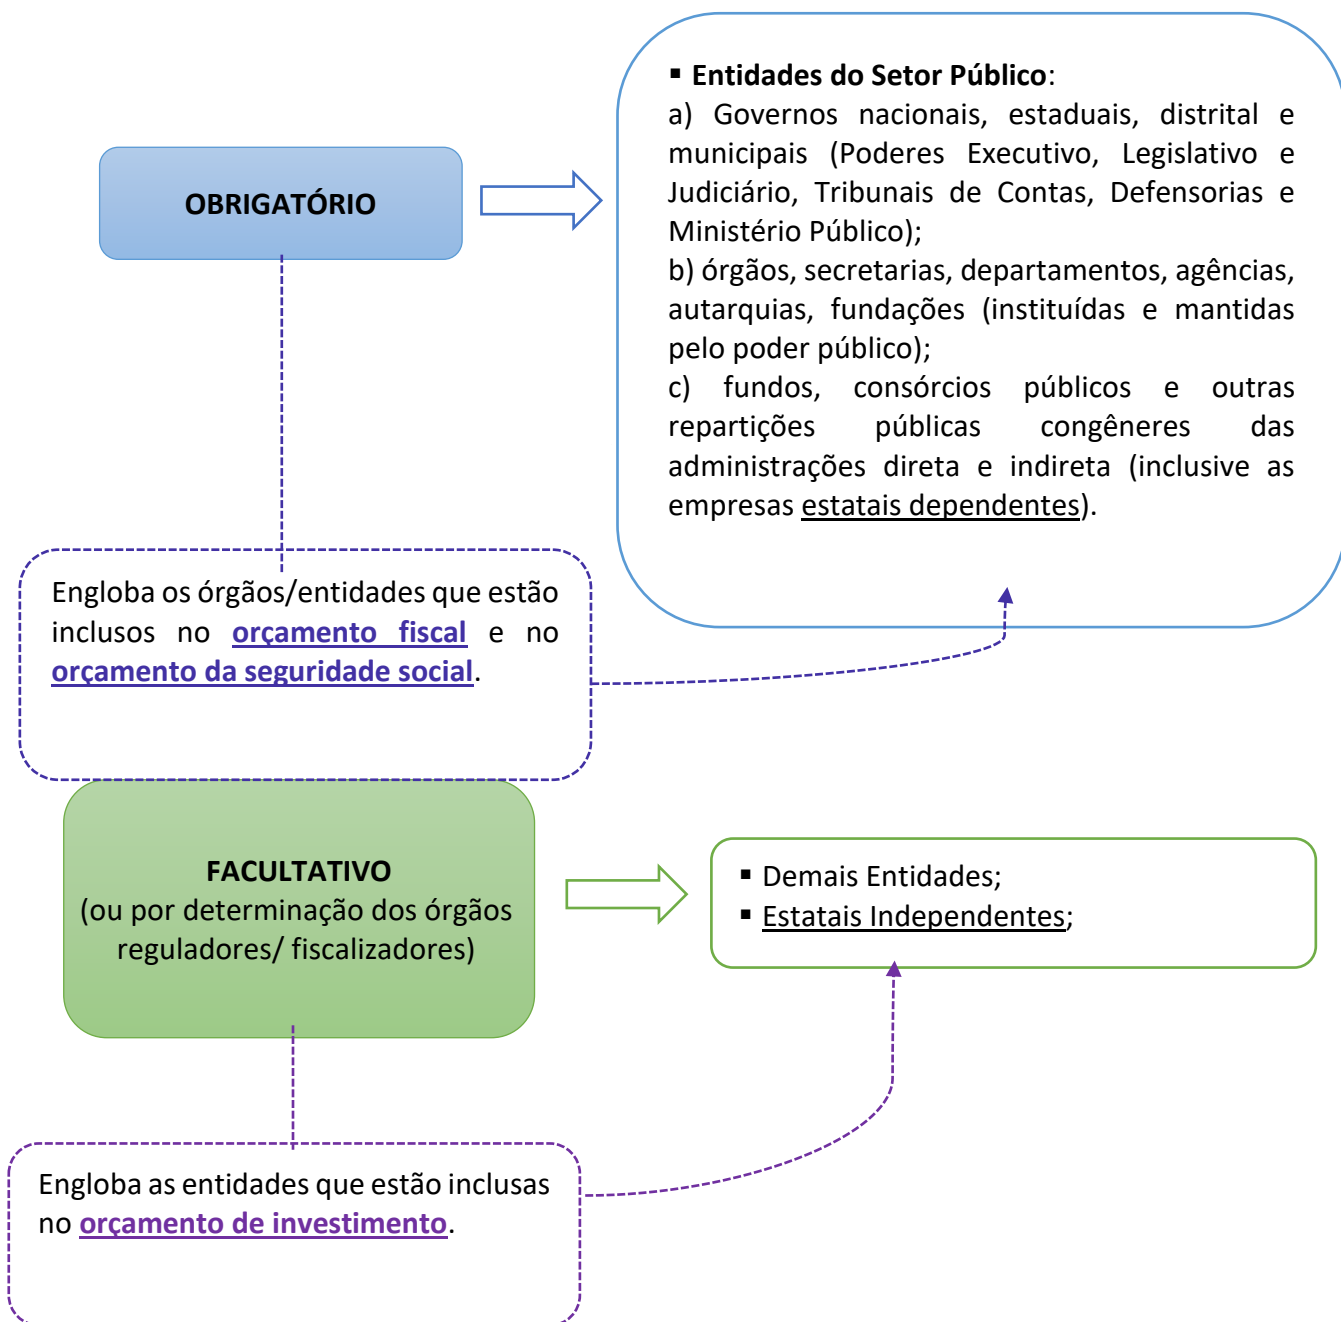 OBRIGATÓRIO
▪ Entidades do Setor Público:
a) Governos nacionais, estaduais, distrital e
municipais (Poderes Executivo, Legislativo e
Judiciário, Tribunais de Contas, Defensorias e
Ministério Público);
b) órgãos, secretarias, departamentos, agências,
autarquias, fundações (instituídas e mantidas
pelo poder público);
c) fundos, consórcios públicos e outras
repartições públicas congêneres das
administrações direta e indireta (inclusive as
empresas estatais dependentes).
Engloba os órgãos/entidades que estão
inclusos no orçamento fiscal e no
orçamento da seguridade social.
FACULTATIVO
(ou por determinação dos órgãos
reguladores/ fiscalizadores)
▪ Demais Entidades;
▪ Estatais Independentes;
Engloba as entidades que estão inclusas
no orçamento de investimento.